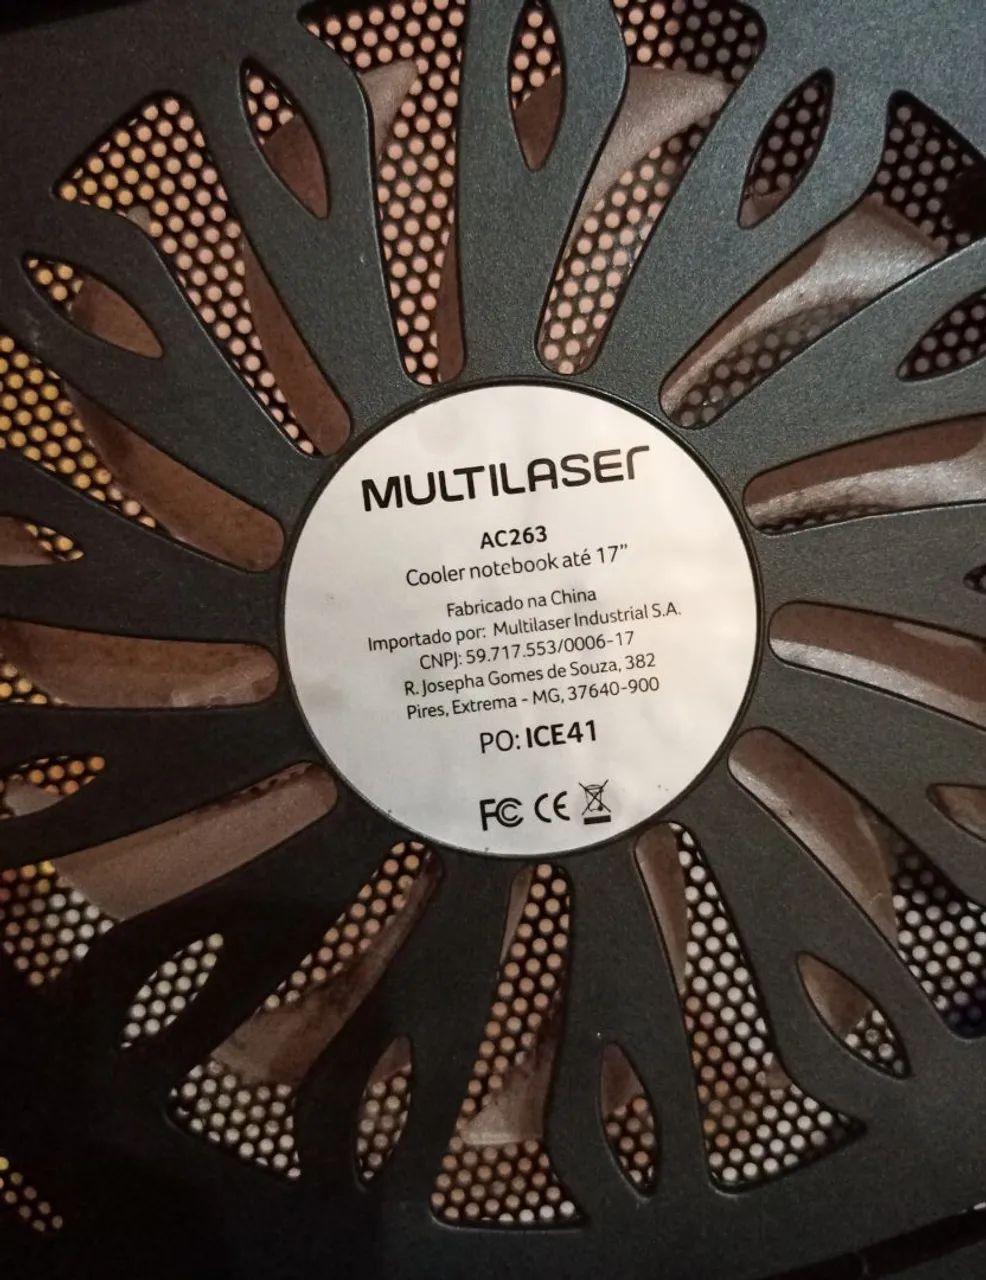 MULTILASER
AC263
Cooler notebook até 17”
Fabricado na China
Importado por: Multilaser Industrial S.A.
CNPJ: 59.717.553/0006-17
R. Josepha Gomes de Souza, 382
Pires, Extrema - MG, 37640-900
PO: ICE41
FC CE